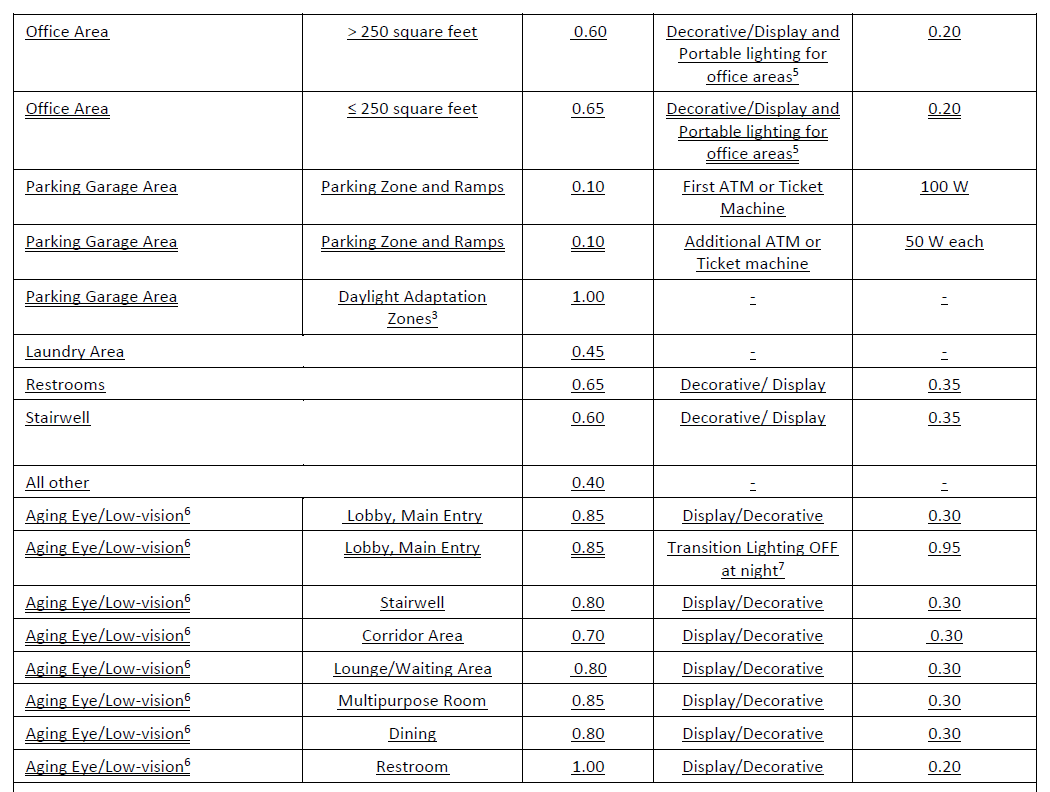 Office Area > 250 square feet 0.60 Decorative/Display and 0.20
Portable lighting for
office areas5
Office Area ≤ 250 square feet 0.65 Decorative/Display and 0.20
Portable lighting for
office areas5
Parking Garage Area Parking Zone and Ramps 0.10 First ATM or Ticket 100 W
Machine
Parking Garage Area Parking Zone and Ramps 0.10 Additional ATM or 50 W each
Ticket machine
Parking Garage Area Daylight Adaptation 1.00 - -
Zones3
Laundry Area 0.45 - -
Restrooms 0.65 Decorative/ Display 0.35
Stairwell 0.60 Decorative/ Display 0.35
All other 0.40 - -
Aging Eye/Low-vision6 Lobby, Main Entry 0.85 Display/Decorative 0.30
Aging Eye/Low-vision6 Lobby, Main Entry 0.85 Transition Lighting OFF 0.95
at night7
Aging Eye/Low-vision6 Stairwell 0.80 Display/Decorative 0.30
Aging Eye/Low-vision6 Corridor Area 0.70 Display/Decorative 0.30
Aging Eye/Low-vision6 Lounge/Waiting Area 0.80 Display/Decorative 0.30
Aging Eye/Low-vision6 Multipurpose Room 0.85 Display/Decorative 0.30
Aging Eye/Low-vision6 Dining 0.80 Display/Decorative 0.30
Aging Eye/Low-vision6 Restroom 1.00 Display/Decorative 0.20